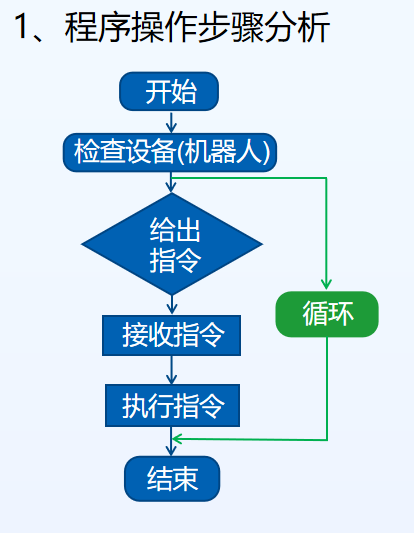 1、程序操作步骤分析
开始
检查设备(机器人)
给出
指令
循环
接收指令
执行指令
结束